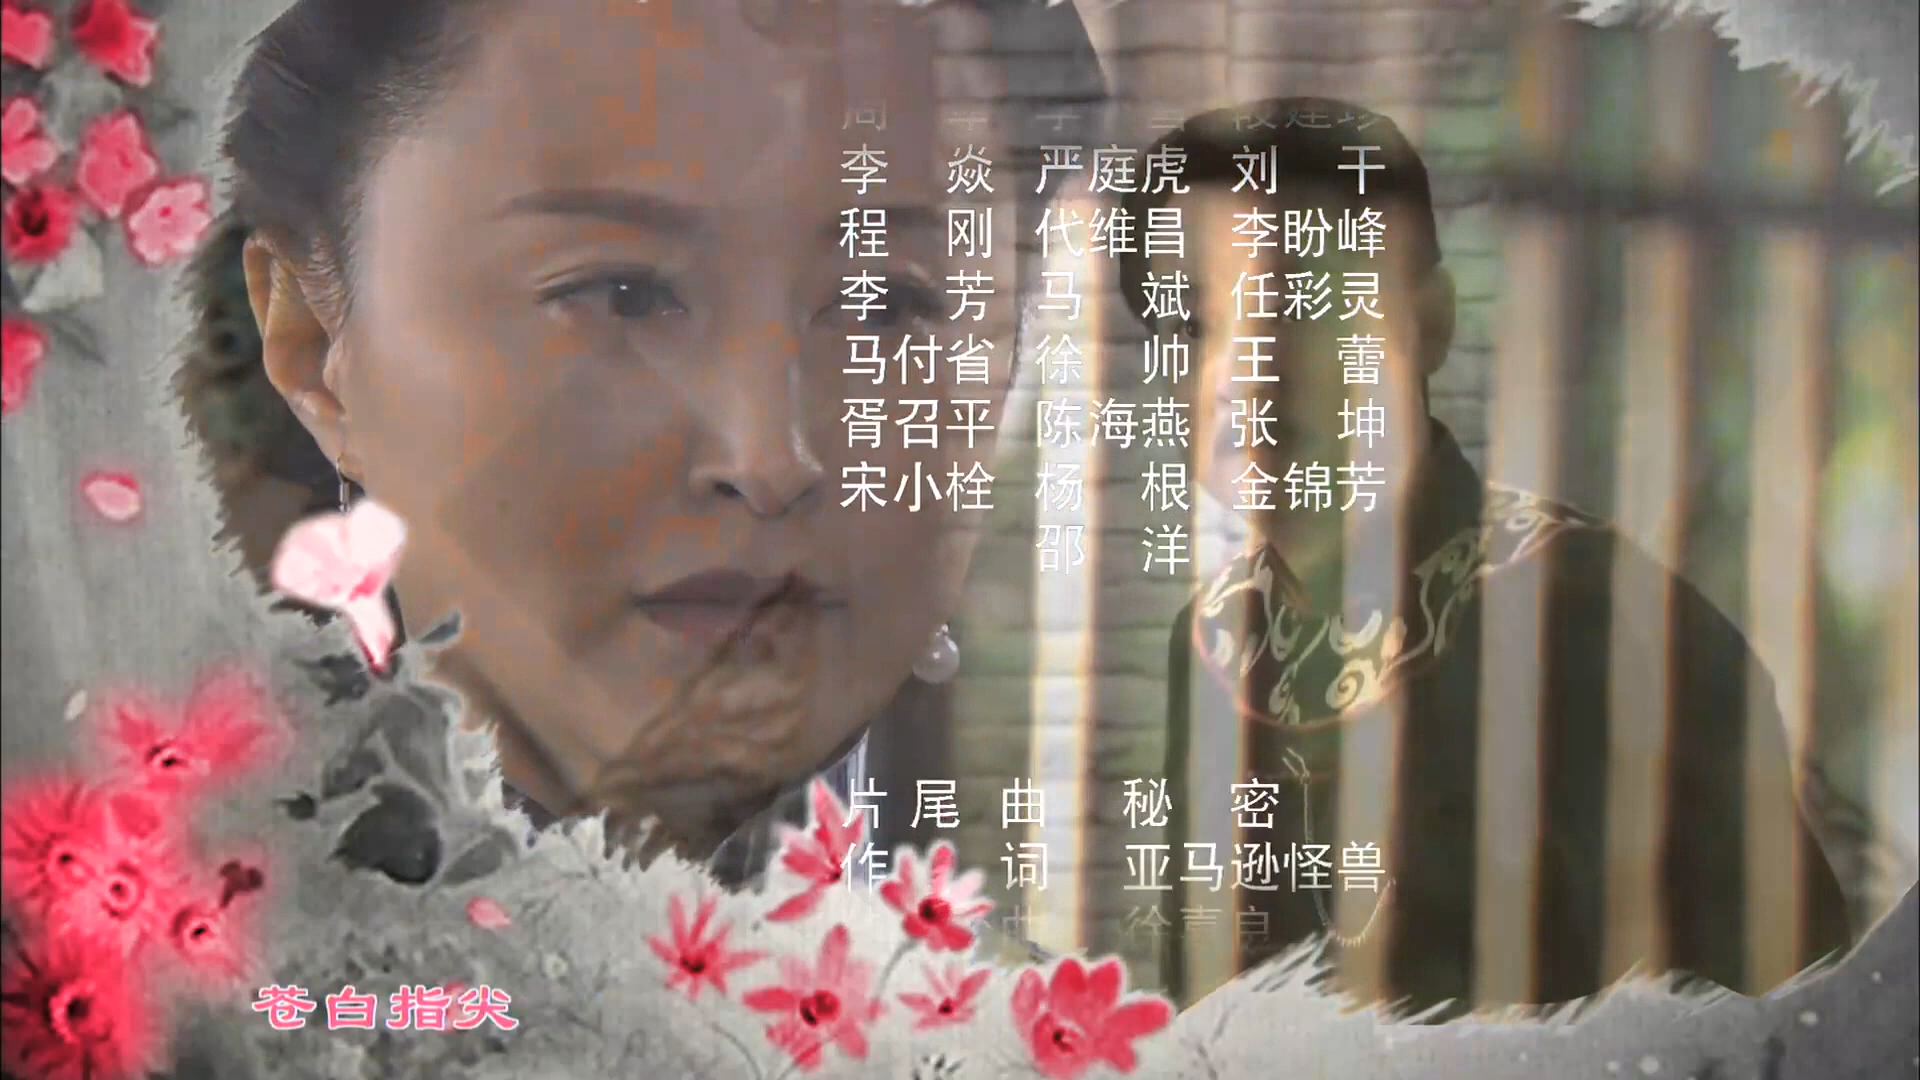 李焱 严庭虎 刘干
程刚 代维昌 李盼峰
李芳 马斌 任彩灵
马付省 徐帅 王蕾
胥召平 陈海燕 张坤
宋小栓 杨根 金锦芳
邵洋
片尾曲 秘密
作词 亚马逊怪兽
苍白指尖